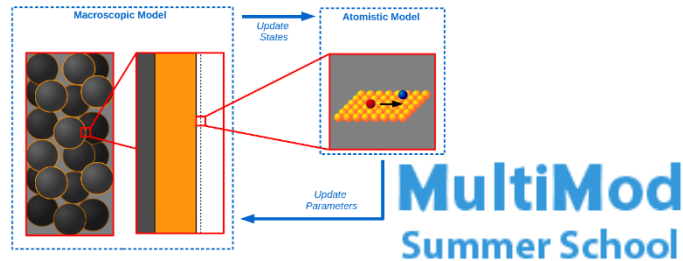 Macroscopic Model
Update
States
Atomistic Model
Update
Parameters
MultiMod
Summer School